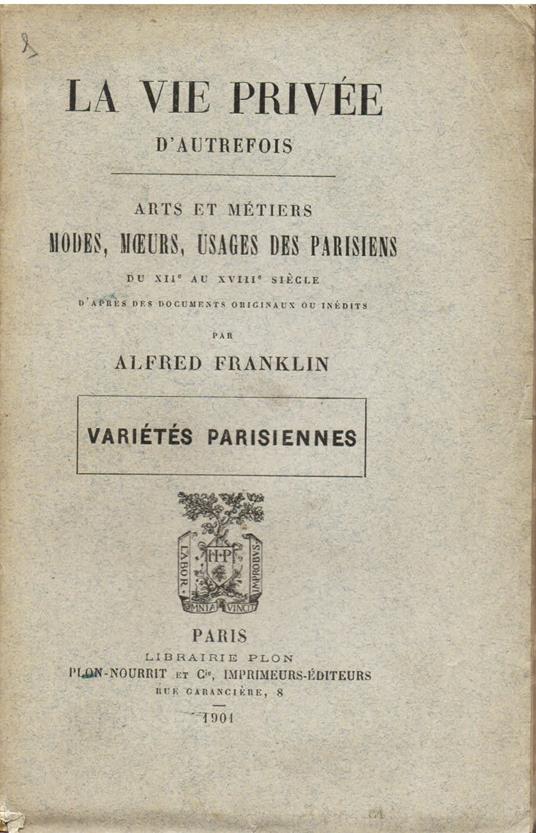 LA VIE PRIVÉE
D'AUTREFOIS
ARTS ET MÉTIERS
MODES, MŒURS, USAGES DES PARISIENS
DU XIIe AU XVIIIe SIÈCLE
D'APRÈS DES DOCUMENTS ORIGINAUX OU INÉDITS
PAR
ALFRED FRANKLIN
VARIÉTÉS PARISIENNES
LABOR
H·P
IMPROBVS
OMNIA VINCIT
PARIS
LIBRAIRIE PLON
PLON-NOURRIT ET Cie, IMPRIMEURS-ÉDITEURS
RUE GARANCIÈRE, 8
1901